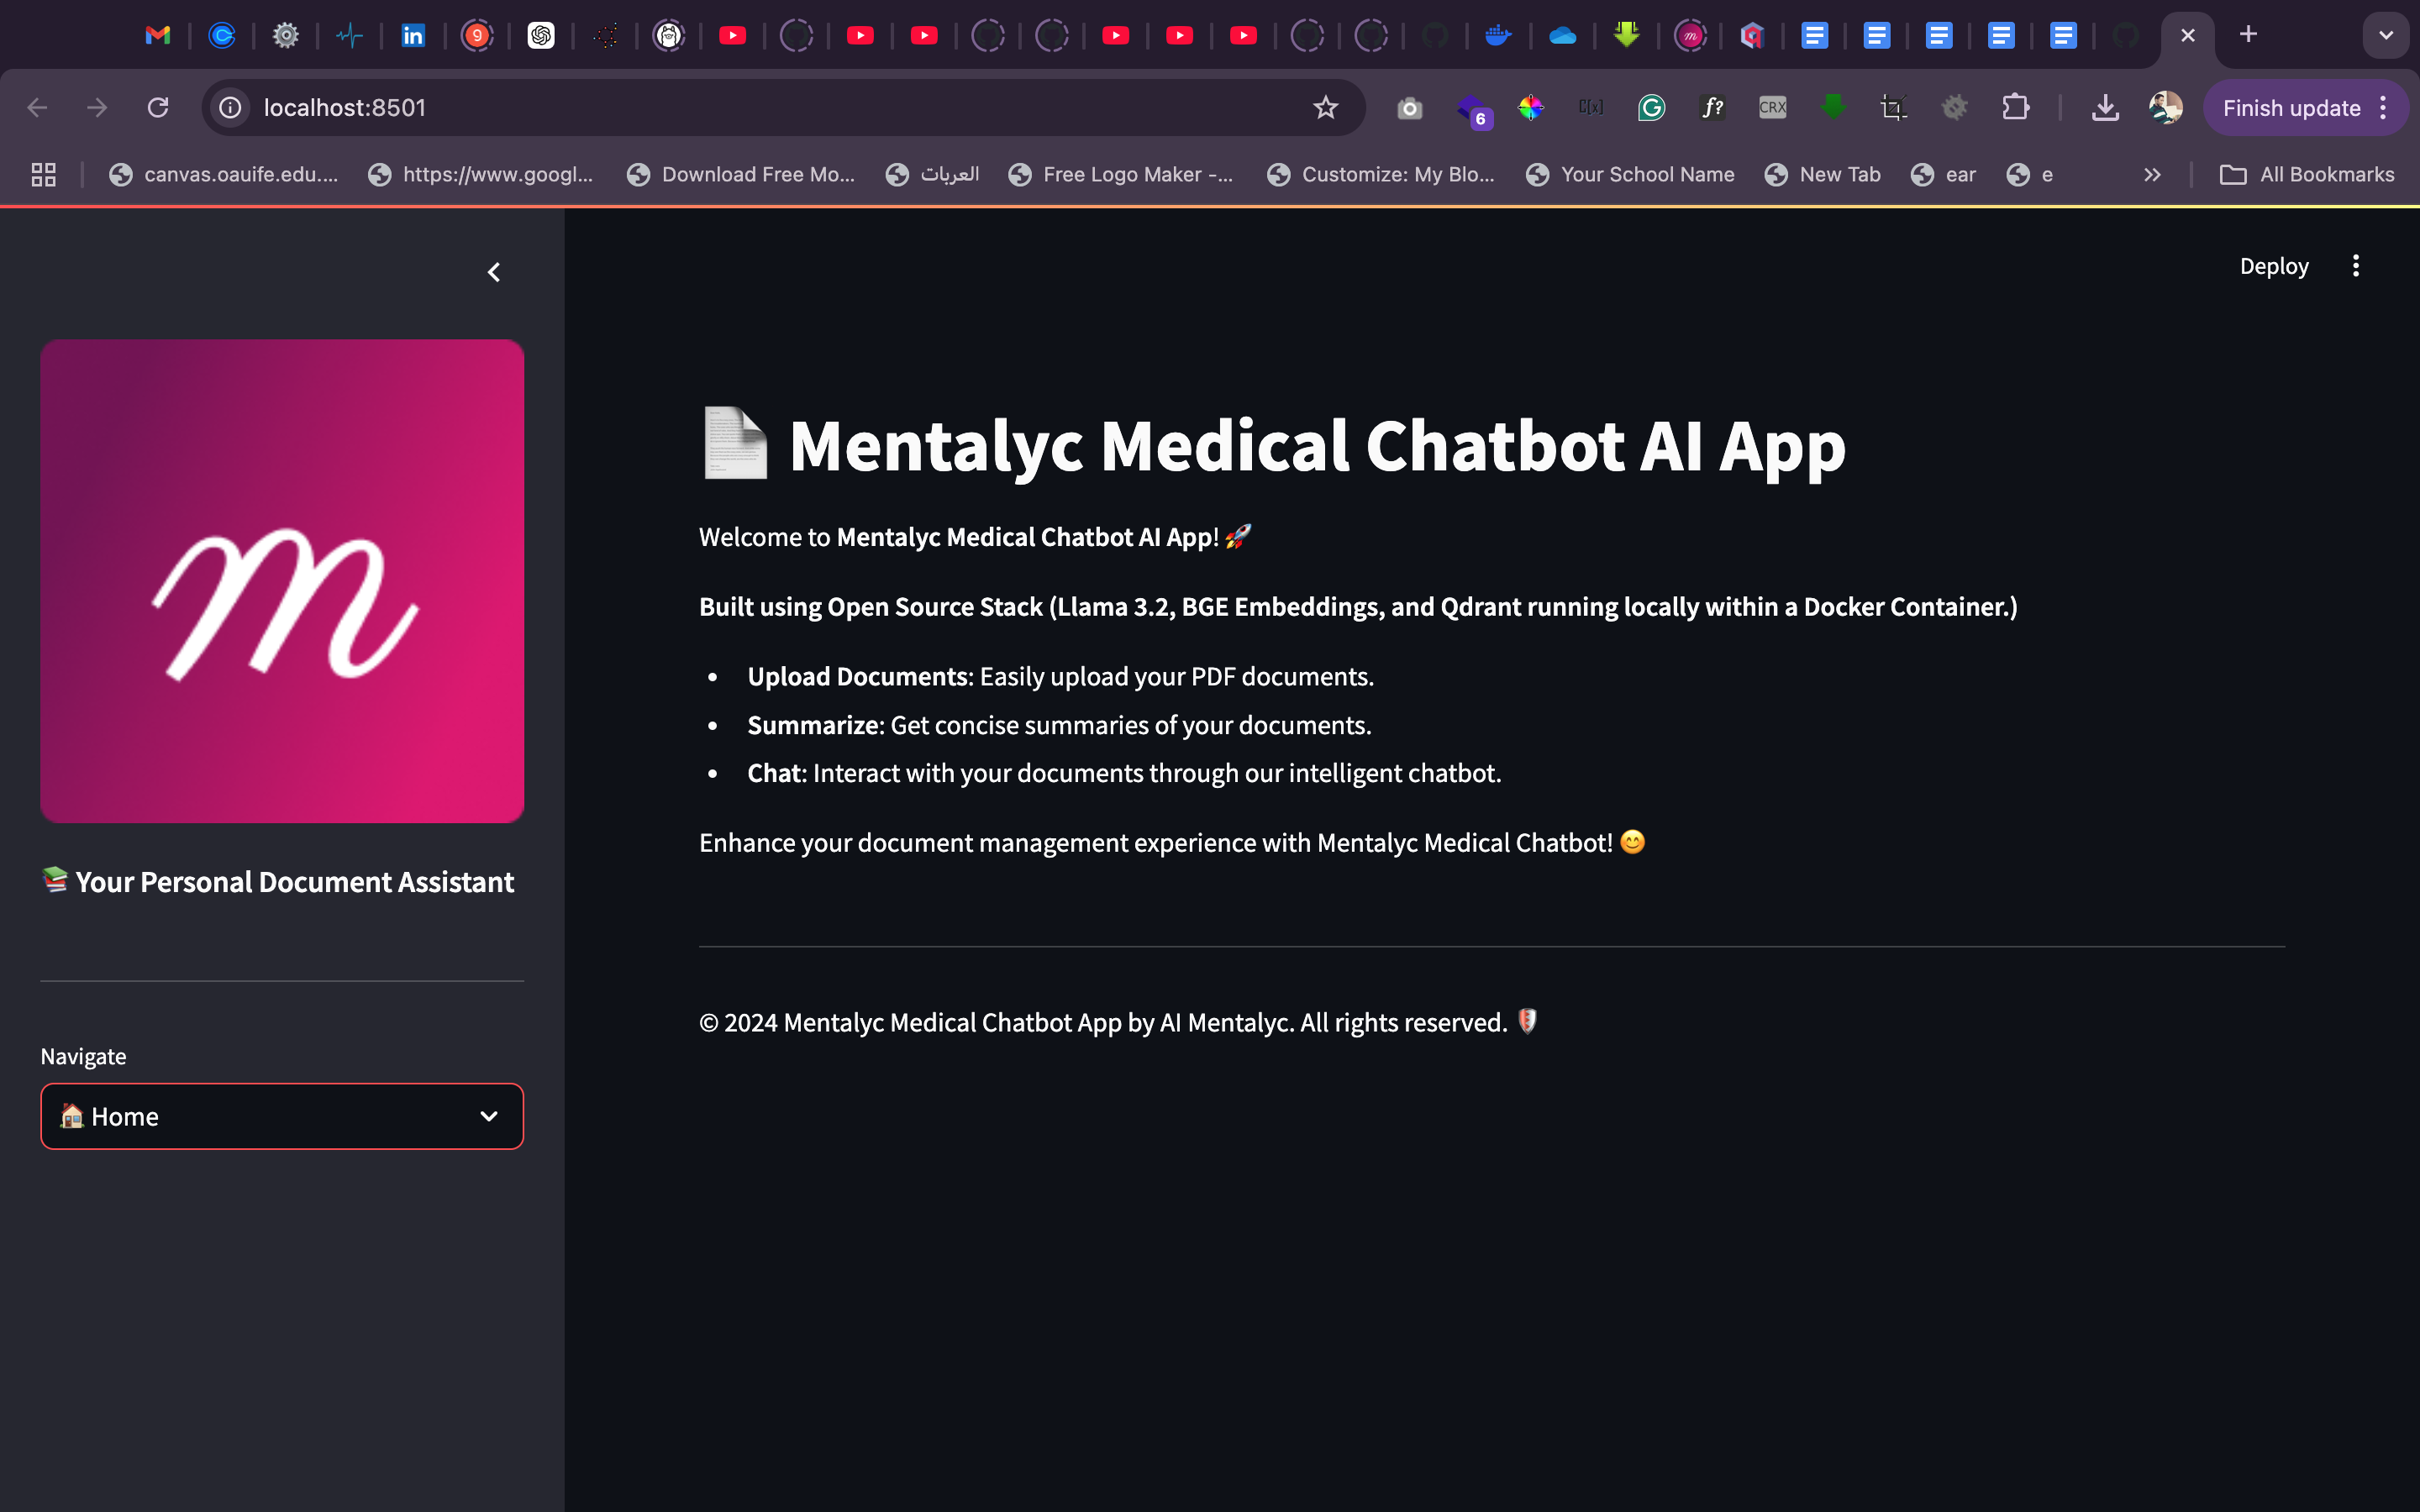 9
localhost:8501
6
C[x]
f?
CRX
Finish update
canvas.oauife.edu....
https://www.googl...
Download Free Mo...
العربات
Free Logo Maker -...
Customize: My Blo...
Your School Name
New Tab
ear
e
All Bookmarks
Deploy
m
📚 Your Personal Document Assistant
Navigate
🏠 Home
📄 Mentalyc Medical Chatbot AI App
Welcome to Mentalyc Medical Chatbot AI App! 🚀
Built using Open Source Stack (Llama 3.2, BGE Embeddings, and Qdrant running locally within a Docker Container.)
• Upload Documents: Easily upload your PDF documents.
• Summarize: Get concise summaries of your documents.
• Chat: Interact with your documents through our intelligent chatbot.
Enhance your document management experience with Mentalyc Medical Chatbot! 😊
© 2024 Mentalyc Medical Chatbot App by AI Mentalyc. All rights reserved. 🛡️